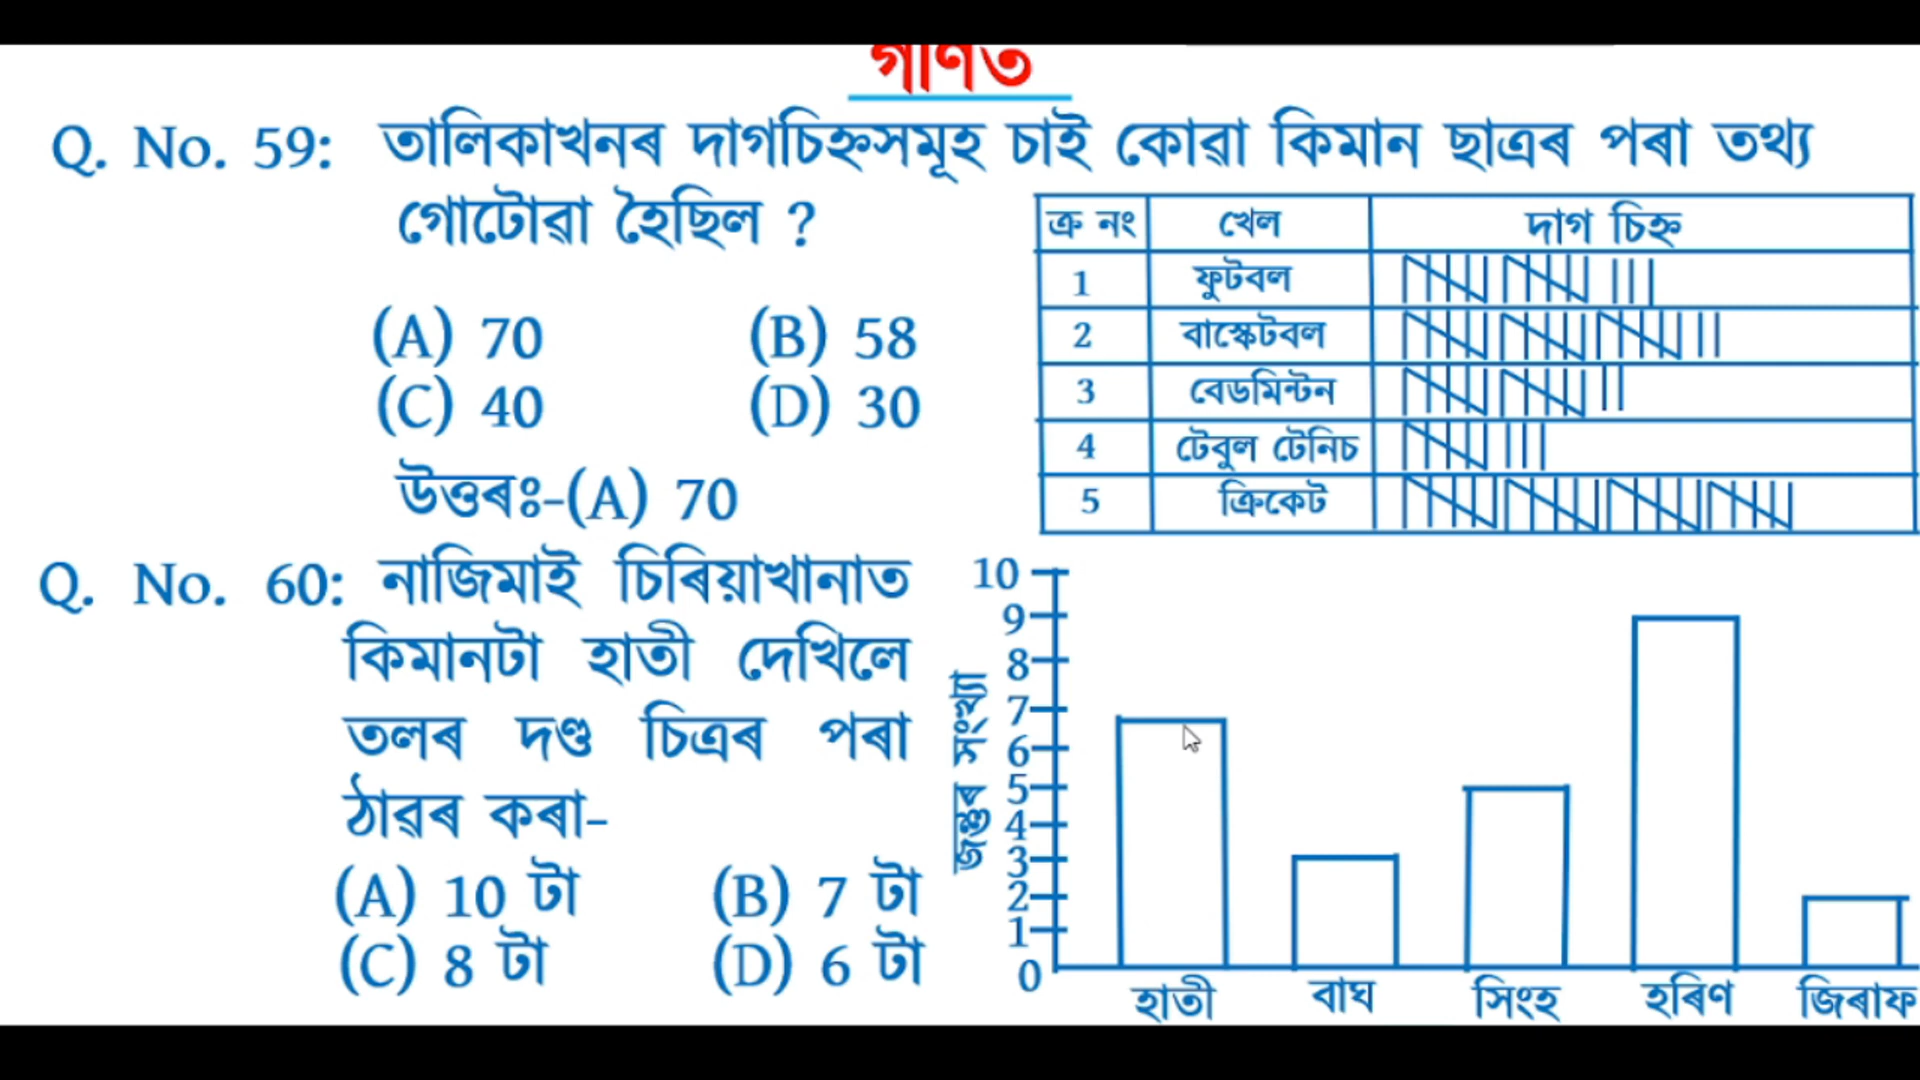 গণিত
Q. No. 59: তালিকাখনৰ দাগচিহ্নসমূহ চাই কোৱা কিমান ছাত্ৰৰ পৰা তথ্য
গোটোৱা হৈছিল ?
(A) 70 (B) 58
(C) 40 (D) 30
উত্তৰঃ-(A) 70
ক্ৰ নং খেল দাগ চিহ্ন
1 ফুটবল
2 বাস্কেটবল
3 বেডমিন্টন
4 টেবুল টেনিচ
5 ক্ৰিকেট
Q. No. 60: নাজিমাই চিৰিয়াখানাত
কিমানটা হাতী দেখিলে
তলৰ দণ্ড চিত্ৰৰ পৰা
ঠাৱৰ কৰা-
(A) 10 টা (B) 7 টা
(C) 8 টা (D) 6 টা
জন্তুৰ সংখ্যা
10
9
8
7
6
5
4
3
2
1
0
হাতী বাঘ সিংহ হৰিণ জিৰাফ